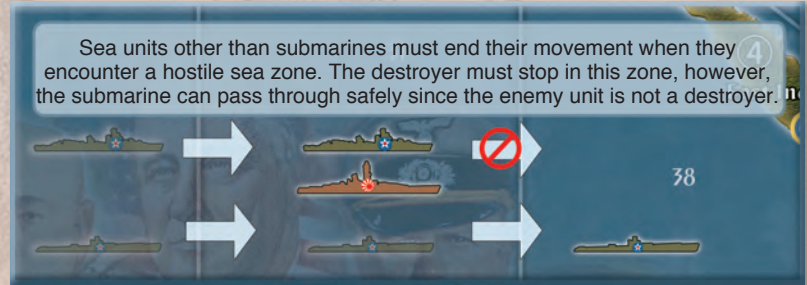 Sea units other than submarines must end their movement when they
encounter a hostile sea zone. The destroyer must stop in this zone, however,
the submarine can pass through safely since the enemy unit is not a destroyer.
4
38